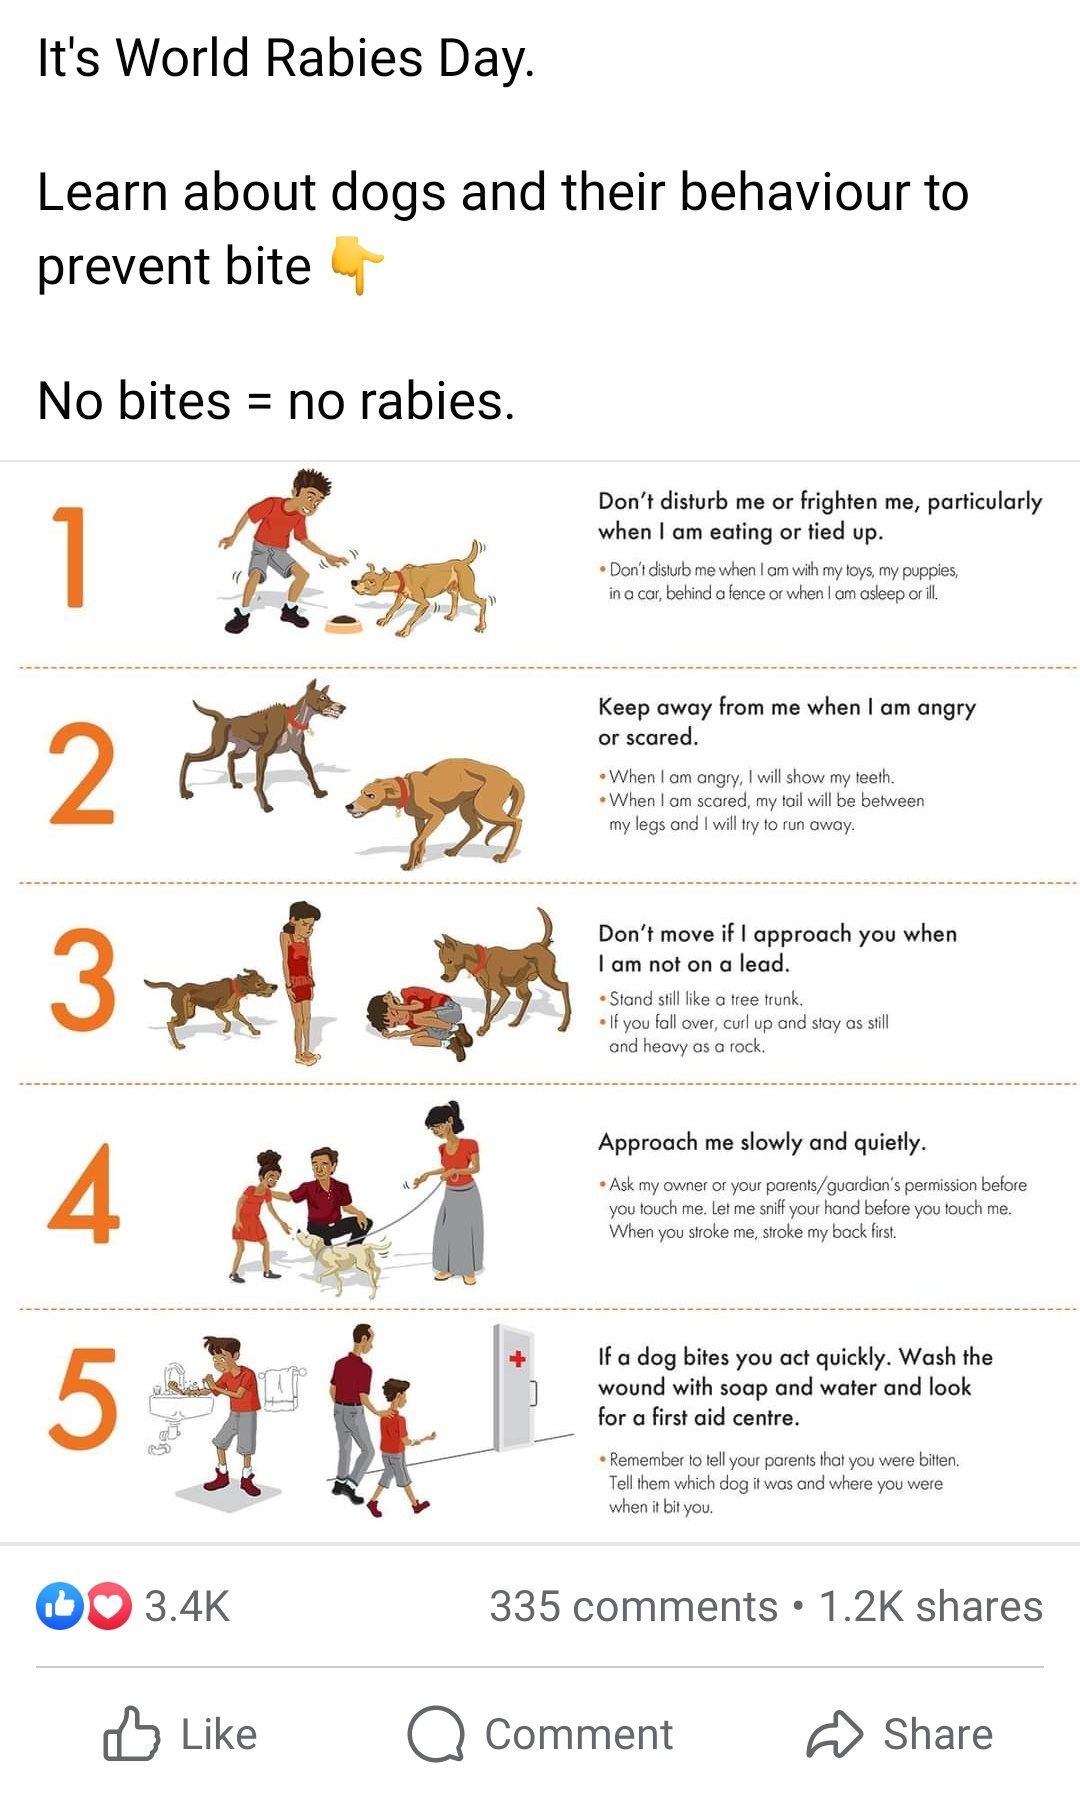 It's World Rabies Day.
Learn about dogs and their behaviour to
prevent bite 👇
No bites = no rabies.
1
Don't disturb me or frighten me, particularly
when I am eating or tied up.
• Don't disturb me when I am with my toys, my puppies,
in a car, behind a fence or when I am asleep or ill.
2
Keep away from me when I am angry
or scared.
• When I am angry, I will show my teeth.
• When I am scared, my tail will be between
my legs and I will try to run away.
3
Don't move if I approach you when
I am not on a lead.
• Stand still like a tree trunk.
• If you fall over, curl up and stay as still
and heavy as a rock.
4
Approach me slowly and quietly.
• Ask my owner or your parents/guardian's permission before
you touch me. Let me sniff your hand before you touch me.
When you stroke me, stroke my back first.
5
If a dog bites you act quickly. Wash the
wound with soap and water and look
for a first aid centre.
• Remember to tell your parents that you were bitten.
Tell them which dog it was and where you were
when it bit you.
3.4K
335 comments • 1.2K shares
Like
Comment
Share